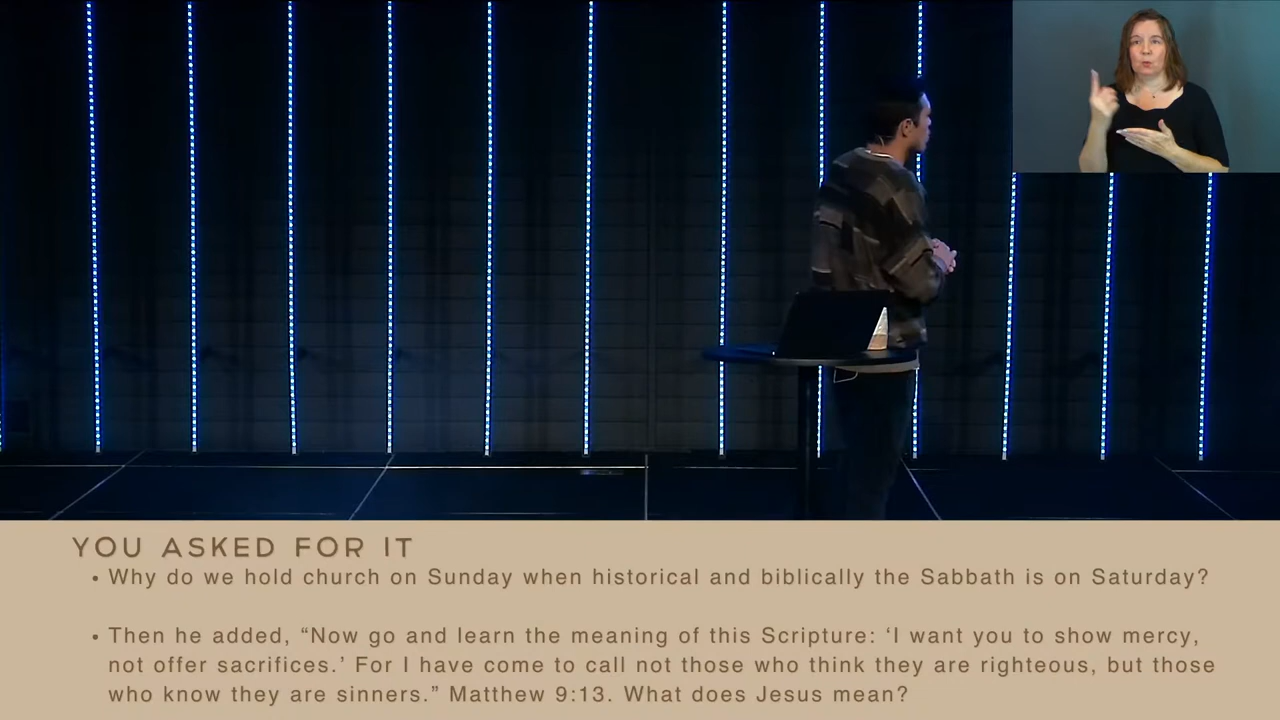 YOU ASKED FOR IT
• Why do we hold church on Sunday when historical and biblically the Sabbath is on Saturday?
• Then he added, “Now go and learn the meaning of this Scripture: ‘I want you to show mercy,
not offer sacrifices.’ For I have come to call not those who think they are righteous, but those
who know they are sinners.” Matthew 9:13. What does Jesus mean?